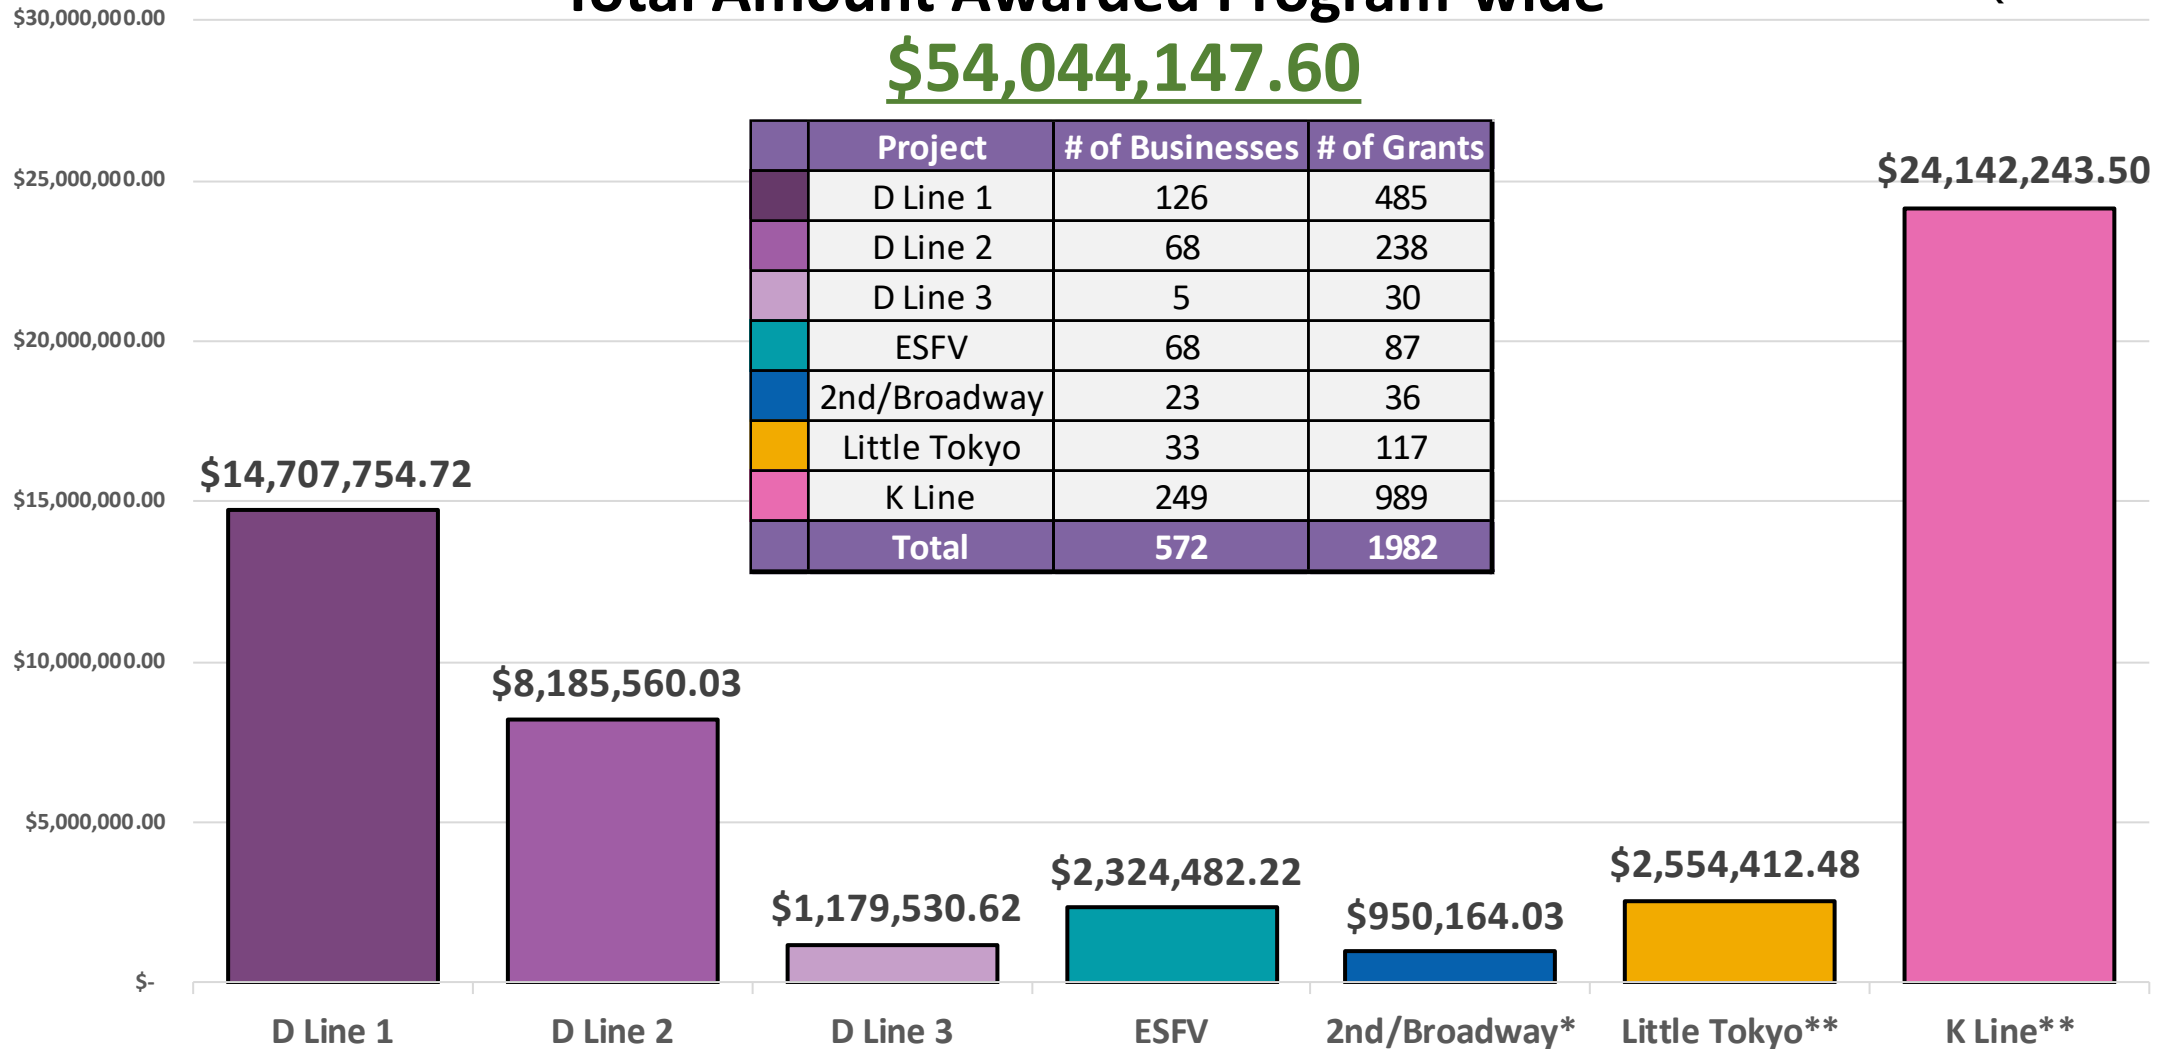 Total Amount Awarded Program-wide
$54,044,147.60
Project # of Businesses # of Grants
D Line 1 126 485
D Line 2 68 238
D Line 3 5 30
ESFV 68 87
2nd/Broadway 23 36
Little Tokyo 33 117
K Line 249 989
Total 572 1982
$30,000,000.00
$25,000,000.00
$20,000,000.00
$15,000,000.00
$10,000,000.00
$5,000,000.00
$-
$14,707,754.72
$8,185,560.03
$1,179,530.62
$2,324,482.22
$950,164.03
$2,554,412.48
$24,142,243.50
D Line 1
D Line 2
D Line 3
ESFV
2nd/Broadway*
Little Tokyo**
K Line**